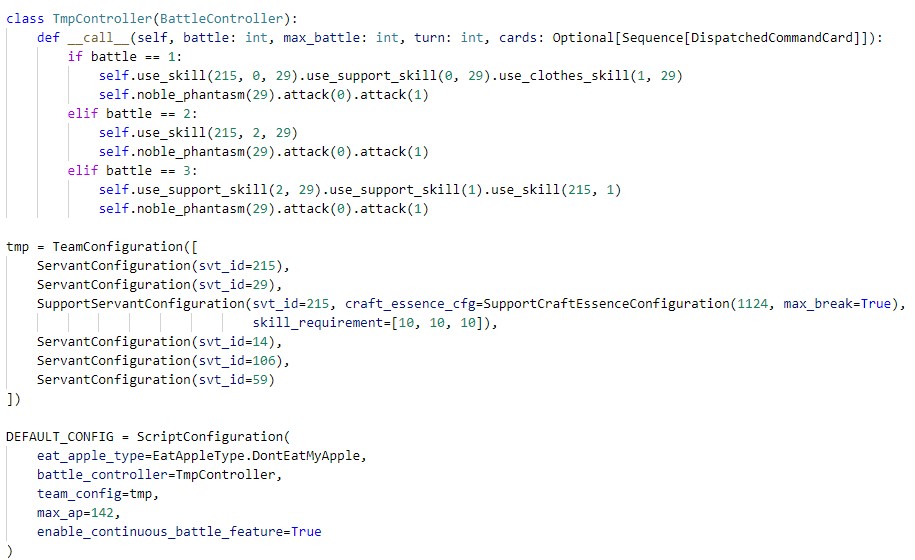 class TmpController(BattleController):
    def __call__(self, battle: int, max_battle: int, turn: int, cards: Optional[Sequence[DispatchedCommandCard]]):
        if battle == 1:
            self.use_skill(215, 0, 29).use_support_skill(0, 29).use_clothes_skill(1, 29)
            self.noble_phantasm(29).attack(0).attack(1)
        elif battle == 2:
            self.use_skill(215, 2, 29)
            self.noble_phantasm(29).attack(0).attack(1)
        elif battle == 3:
            self.use_support_skill(2, 29).use_support_skill(1).use_skill(215, 1)
            self.noble_phantasm(29).attack(0).attack(1)

tmp = TeamConfiguration([
    ServantConfiguration(svt_id=215),
    ServantConfiguration(svt_id=29),
    SupportServantConfiguration(svt_id=215, craft_essence_cfg=SupportCraftEssenceConfiguration(1124, max_break=True),
                                skill_requirement=[10, 10, 10]),
    ServantConfiguration(svt_id=14),
    ServantConfiguration(svt_id=106),
    ServantConfiguration(svt_id=59)
])

DEFAULT_CONFIG = ScriptConfiguration(
    eat_apple_type=EatAppleType.DontEatMyApple,
    battle_controller=TmpController,
    team_config=tmp,
    max_ap=142,
    enable_continuous_battle_feature=True
)